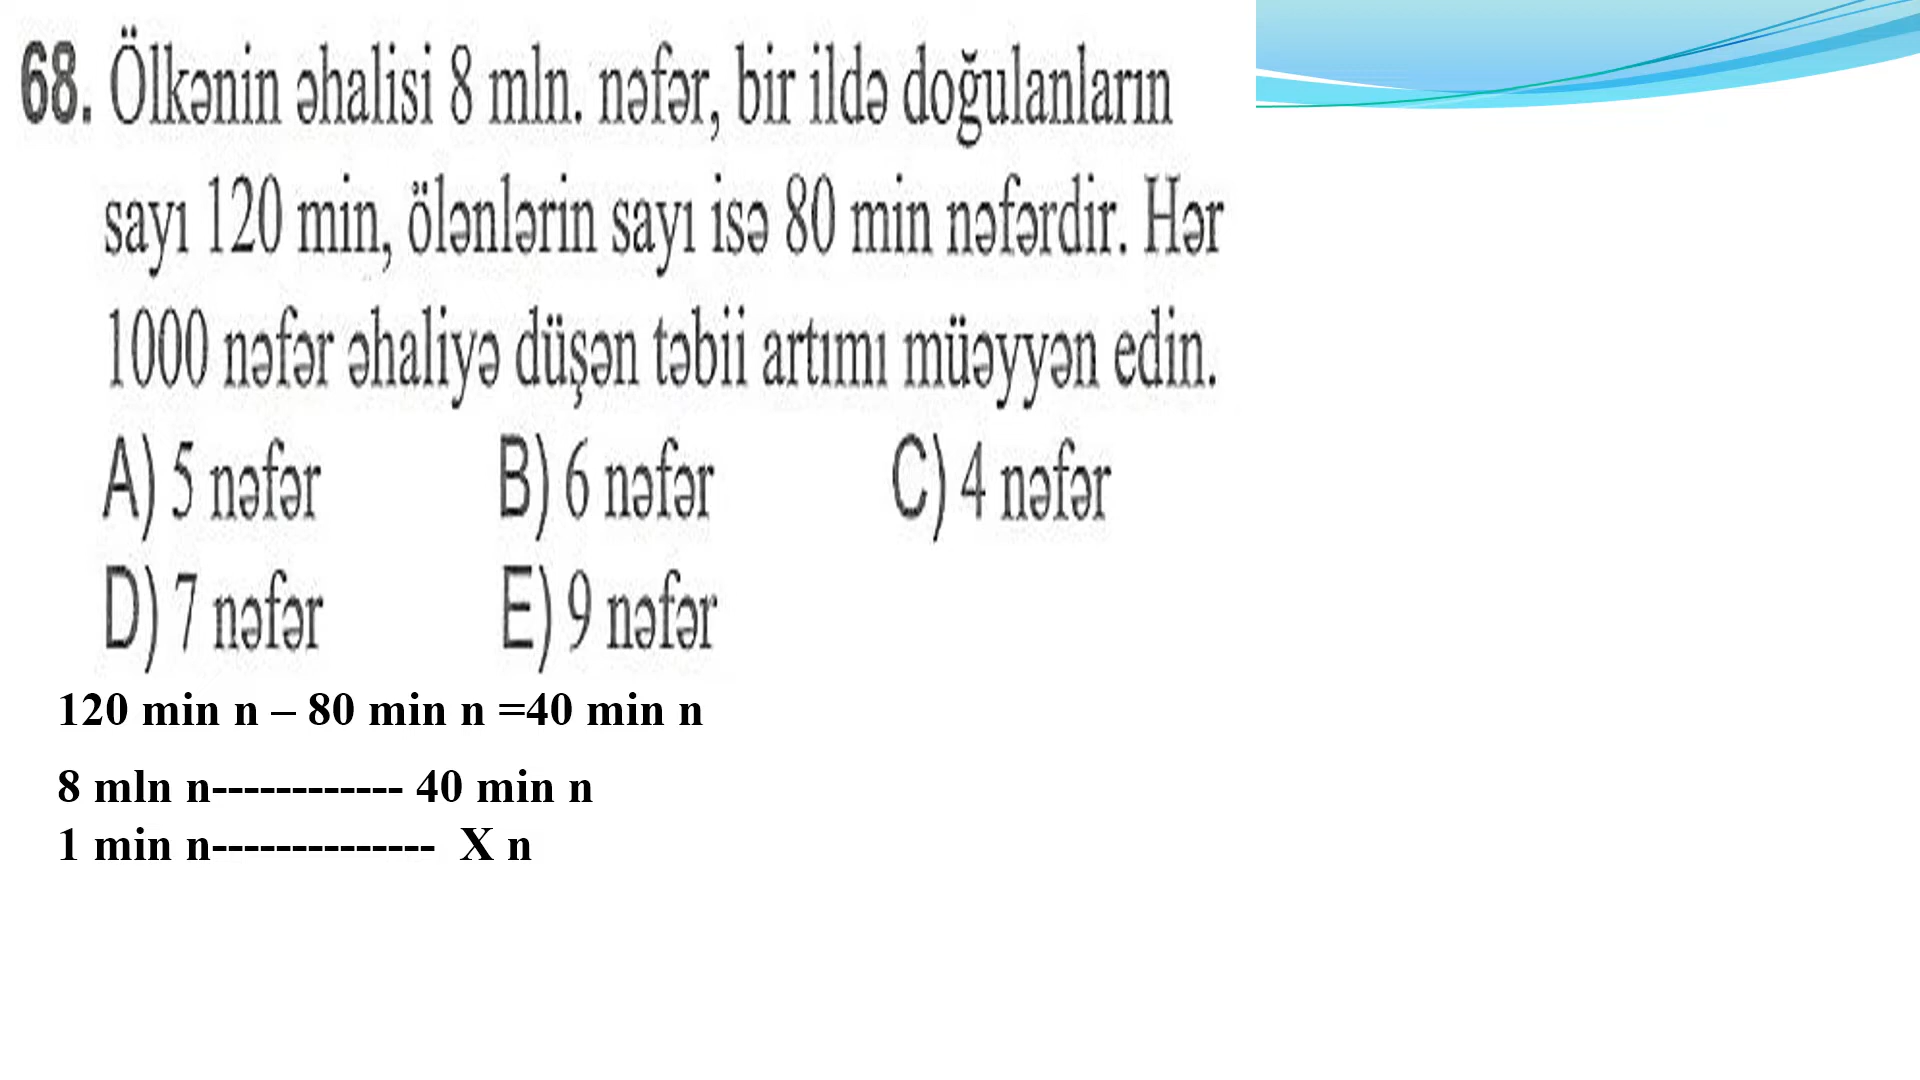 68. Ölkənin əhalisi 8 mln. nəfər, bir ildə doğulanların
sayı 120 min, ölənlərin sayı isə 80 min nəfərdir. Hər
1000 nəfər əhaliyə düşən təbii artımı müəyyən edin.
A) 5 nəfər B) 6 nəfər C) 4 nəfər
D) 7 nəfər E) 9 nəfər
120 min n – 80 min n =40 min n
8 mln n------------ 40 min n
1 min n-------------- X n